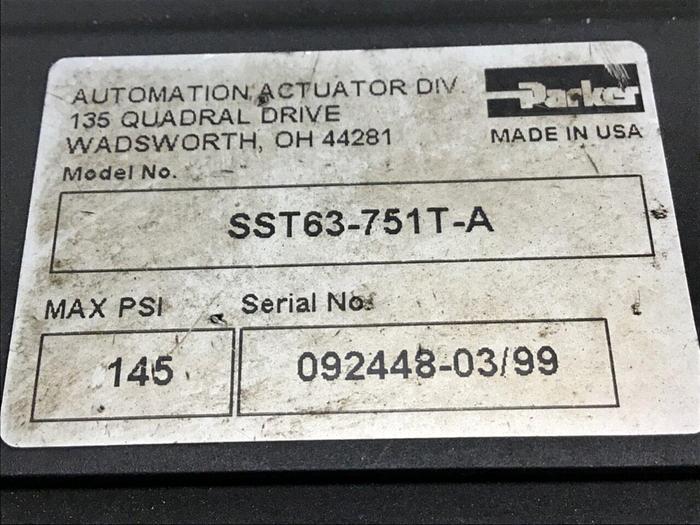 AUTOMATION ACTUATOR DIV.
135 QUADRAL DRIVE
WADSWORTH, OH 44281
Parker
MADE IN USA
Model No.
SST63-751T-A
MAX PSI
Serial No.
145
092448-03/99